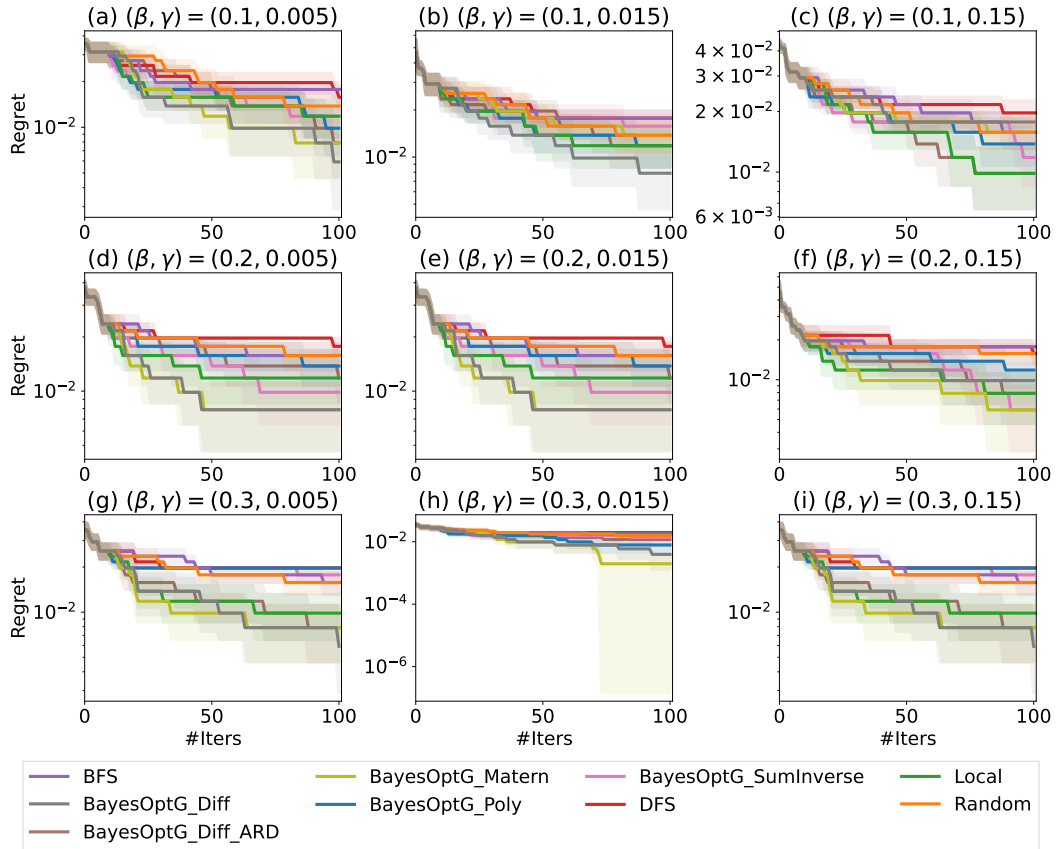 (a) (β, γ) = (0.1, 0.005)
(b) (β, γ) = (0.1, 0.015)
(c) (β, γ) = (0.1, 0.15)
Regret
10⁻²
10⁻²
4 × 10⁻²
3 × 10⁻²
2 × 10⁻²
10⁻²
6 × 10⁻³
0 50 100
0 50 100
0 50 100
(d) (β, γ) = (0.2, 0.005)
(e) (β, γ) = (0.2, 0.015)
(f) (β, γ) = (0.2, 0.15)
Regret
10⁻²
10⁻²
10⁻²
0 50 100
0 50 100
0 50 100
(g) (β, γ) = (0.3, 0.005)
(h) (β, γ) = (0.3, 0.015)
(i) (β, γ) = (0.3, 0.15)
Regret
10⁻²
10⁻²
10⁻⁴
10⁻⁶
10⁻²
0 50 100
0 50 100
0 50 100
#Iters
#Iters
#Iters
BFS
BayesOptG_Diff
BayesOptG_Diff_ARD
BayesOptG_Matern
BayesOptG_Poly
BayesOptG_SumInverse
DFS
Local
Random